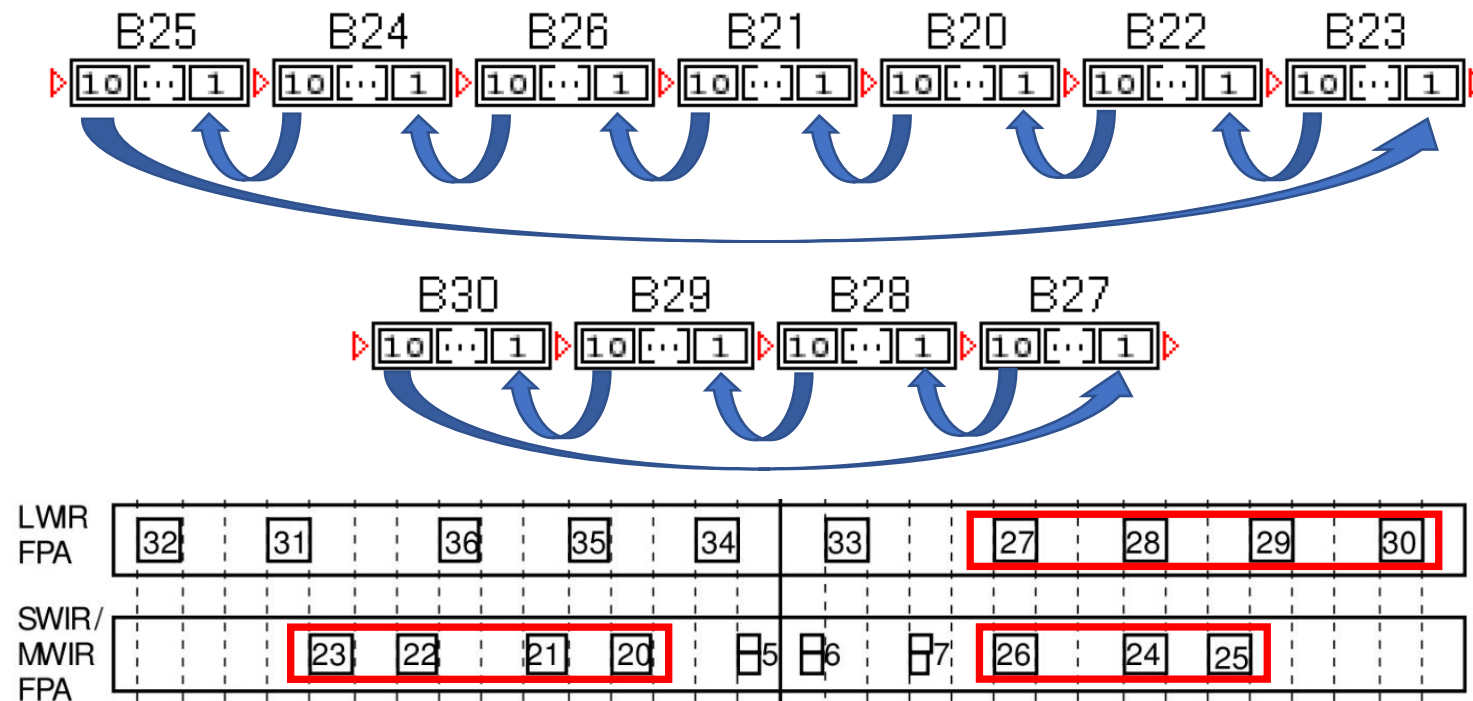 B25 B24 B26 B21 B20 B22 B23
10 [···] 1 10 [···] 1 10 [···] 1 10 [···] 1 10 [···] 1 10 [···] 1 10 [···] 1
B30 B29 B28 B27
10 [···] 1 10 [···] 1 10 [···] 1 10 [···] 1
LWIR
FPA
32 31 36 35 34 33 27 28 29 30
SWIR/
MWIR
FPA
23 22 21 20 5 6 7 26 24 25